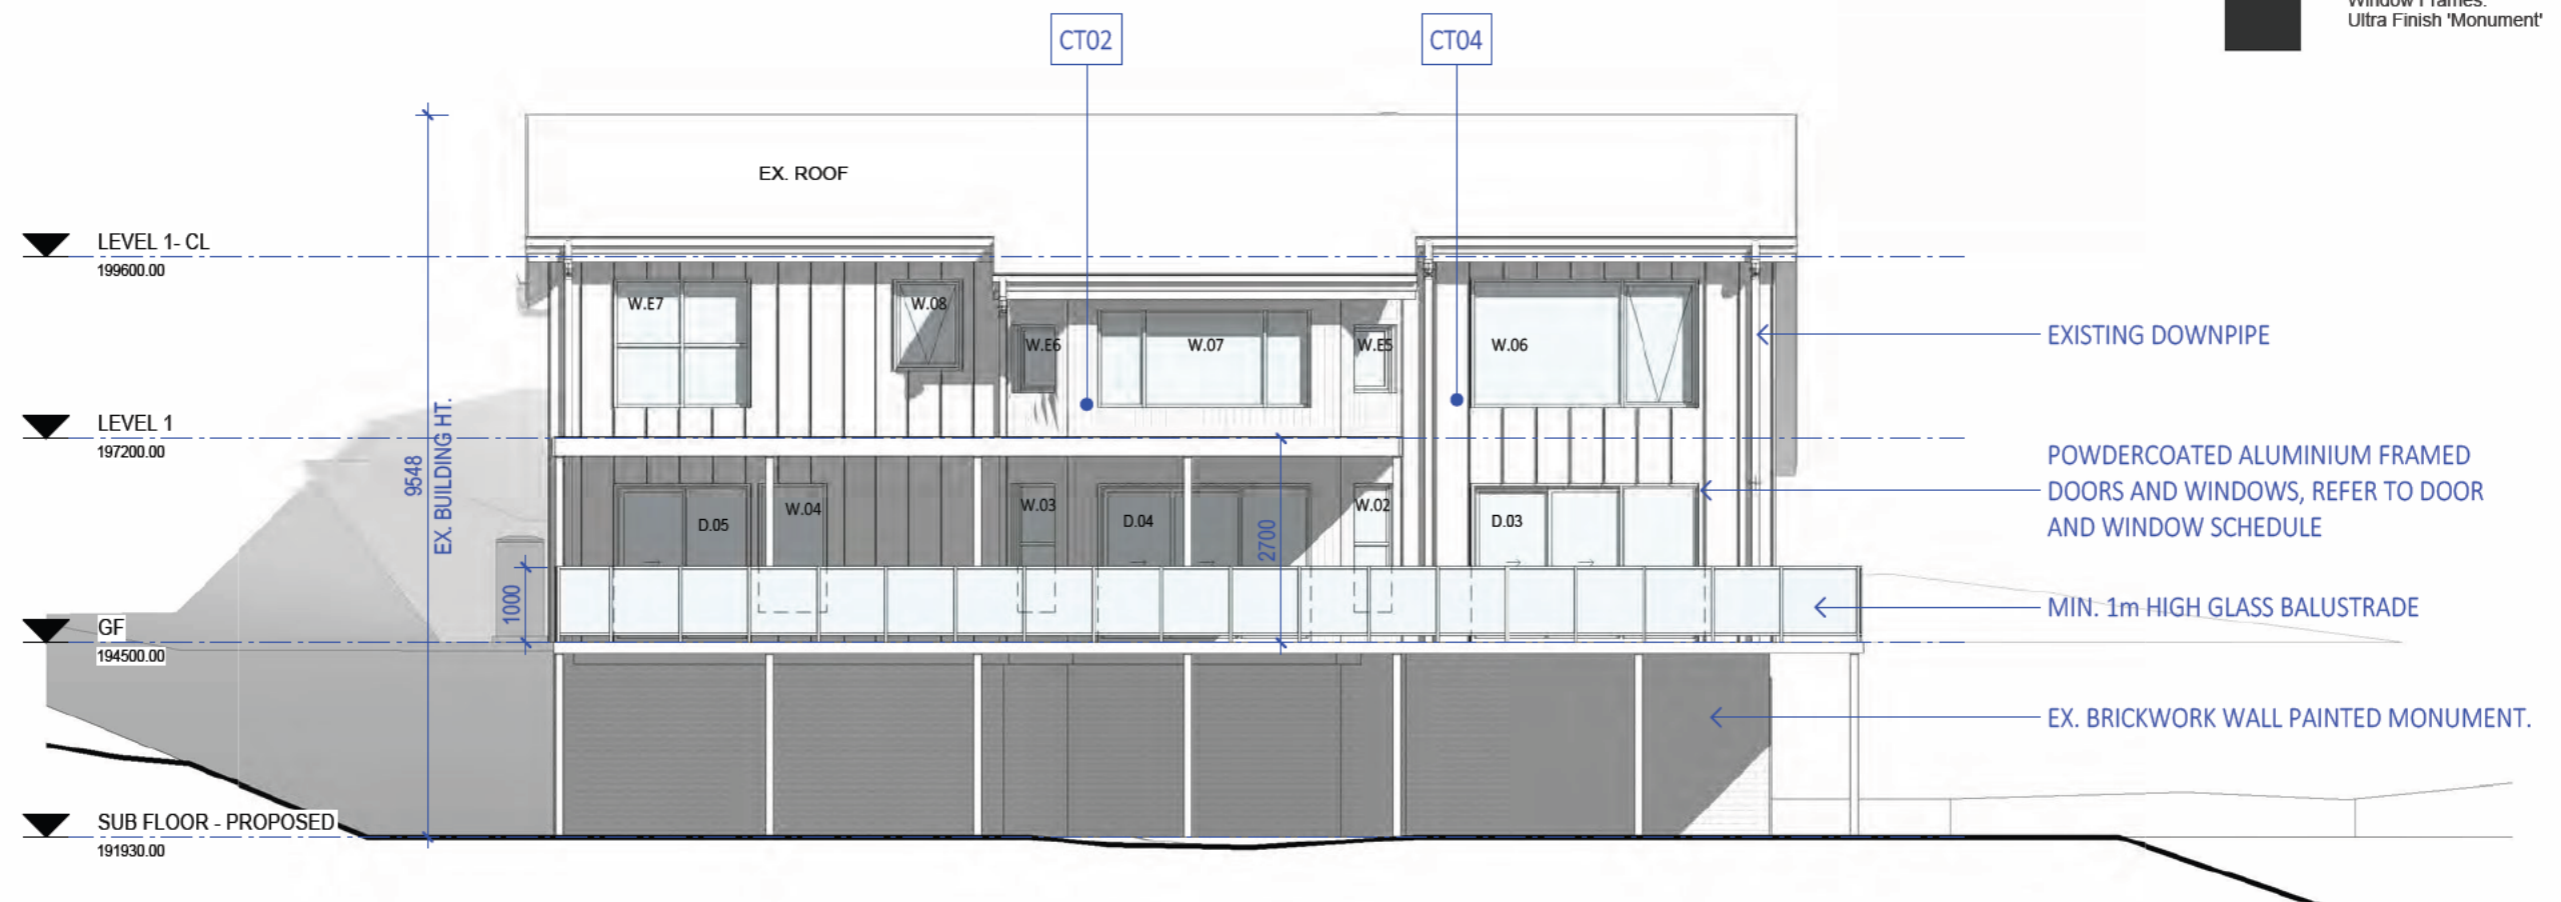 Window Frames:
Ultra Finish 'Monument'
CT02
CT04
EX. ROOF
LEVEL 1- CL
199600.00
W.E7
W.08
W.E6
W.07
W.E5
W.06
EXISTING DOWNPIPE
LEVEL 1
197200.00
9548
EX. BUILDING HT.
POWDERCOATED ALUMINIUM FRAMED
DOORS AND WINDOWS, REFER TO DOOR
AND WINDOW SCHEDULE
D.05
W.04
W.03
D.04
2700
W.02
D.03
1000
MIN. 1m HIGH GLASS BALUSTRADE
GF
194500.00
EX. BRICKWORK WALL PAINTED MONUMENT.
SUB FLOOR - PROPOSED
191930.00